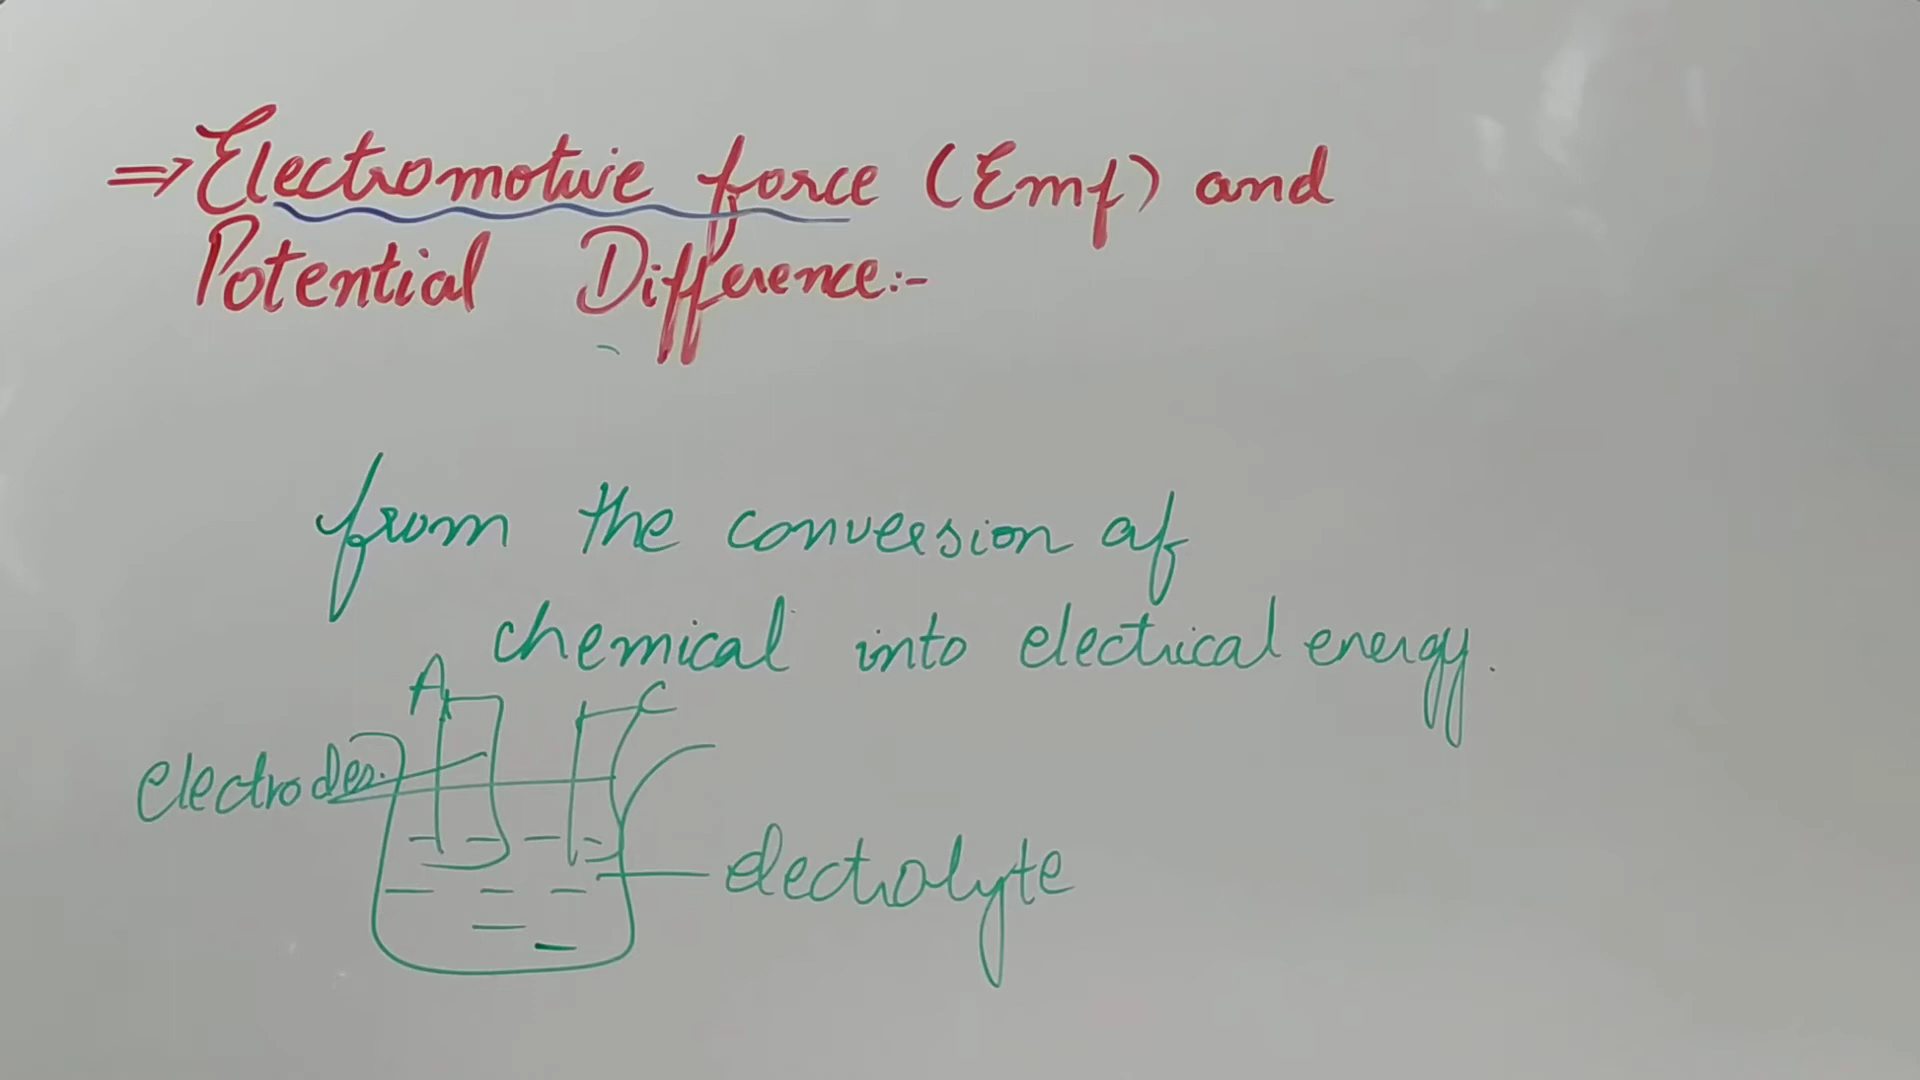 ⇒ Electromotive force (Emf) and
Potential Difference:-
from the conversion of
chemical into electrical energy.
A C
electrodes.
electrolyte